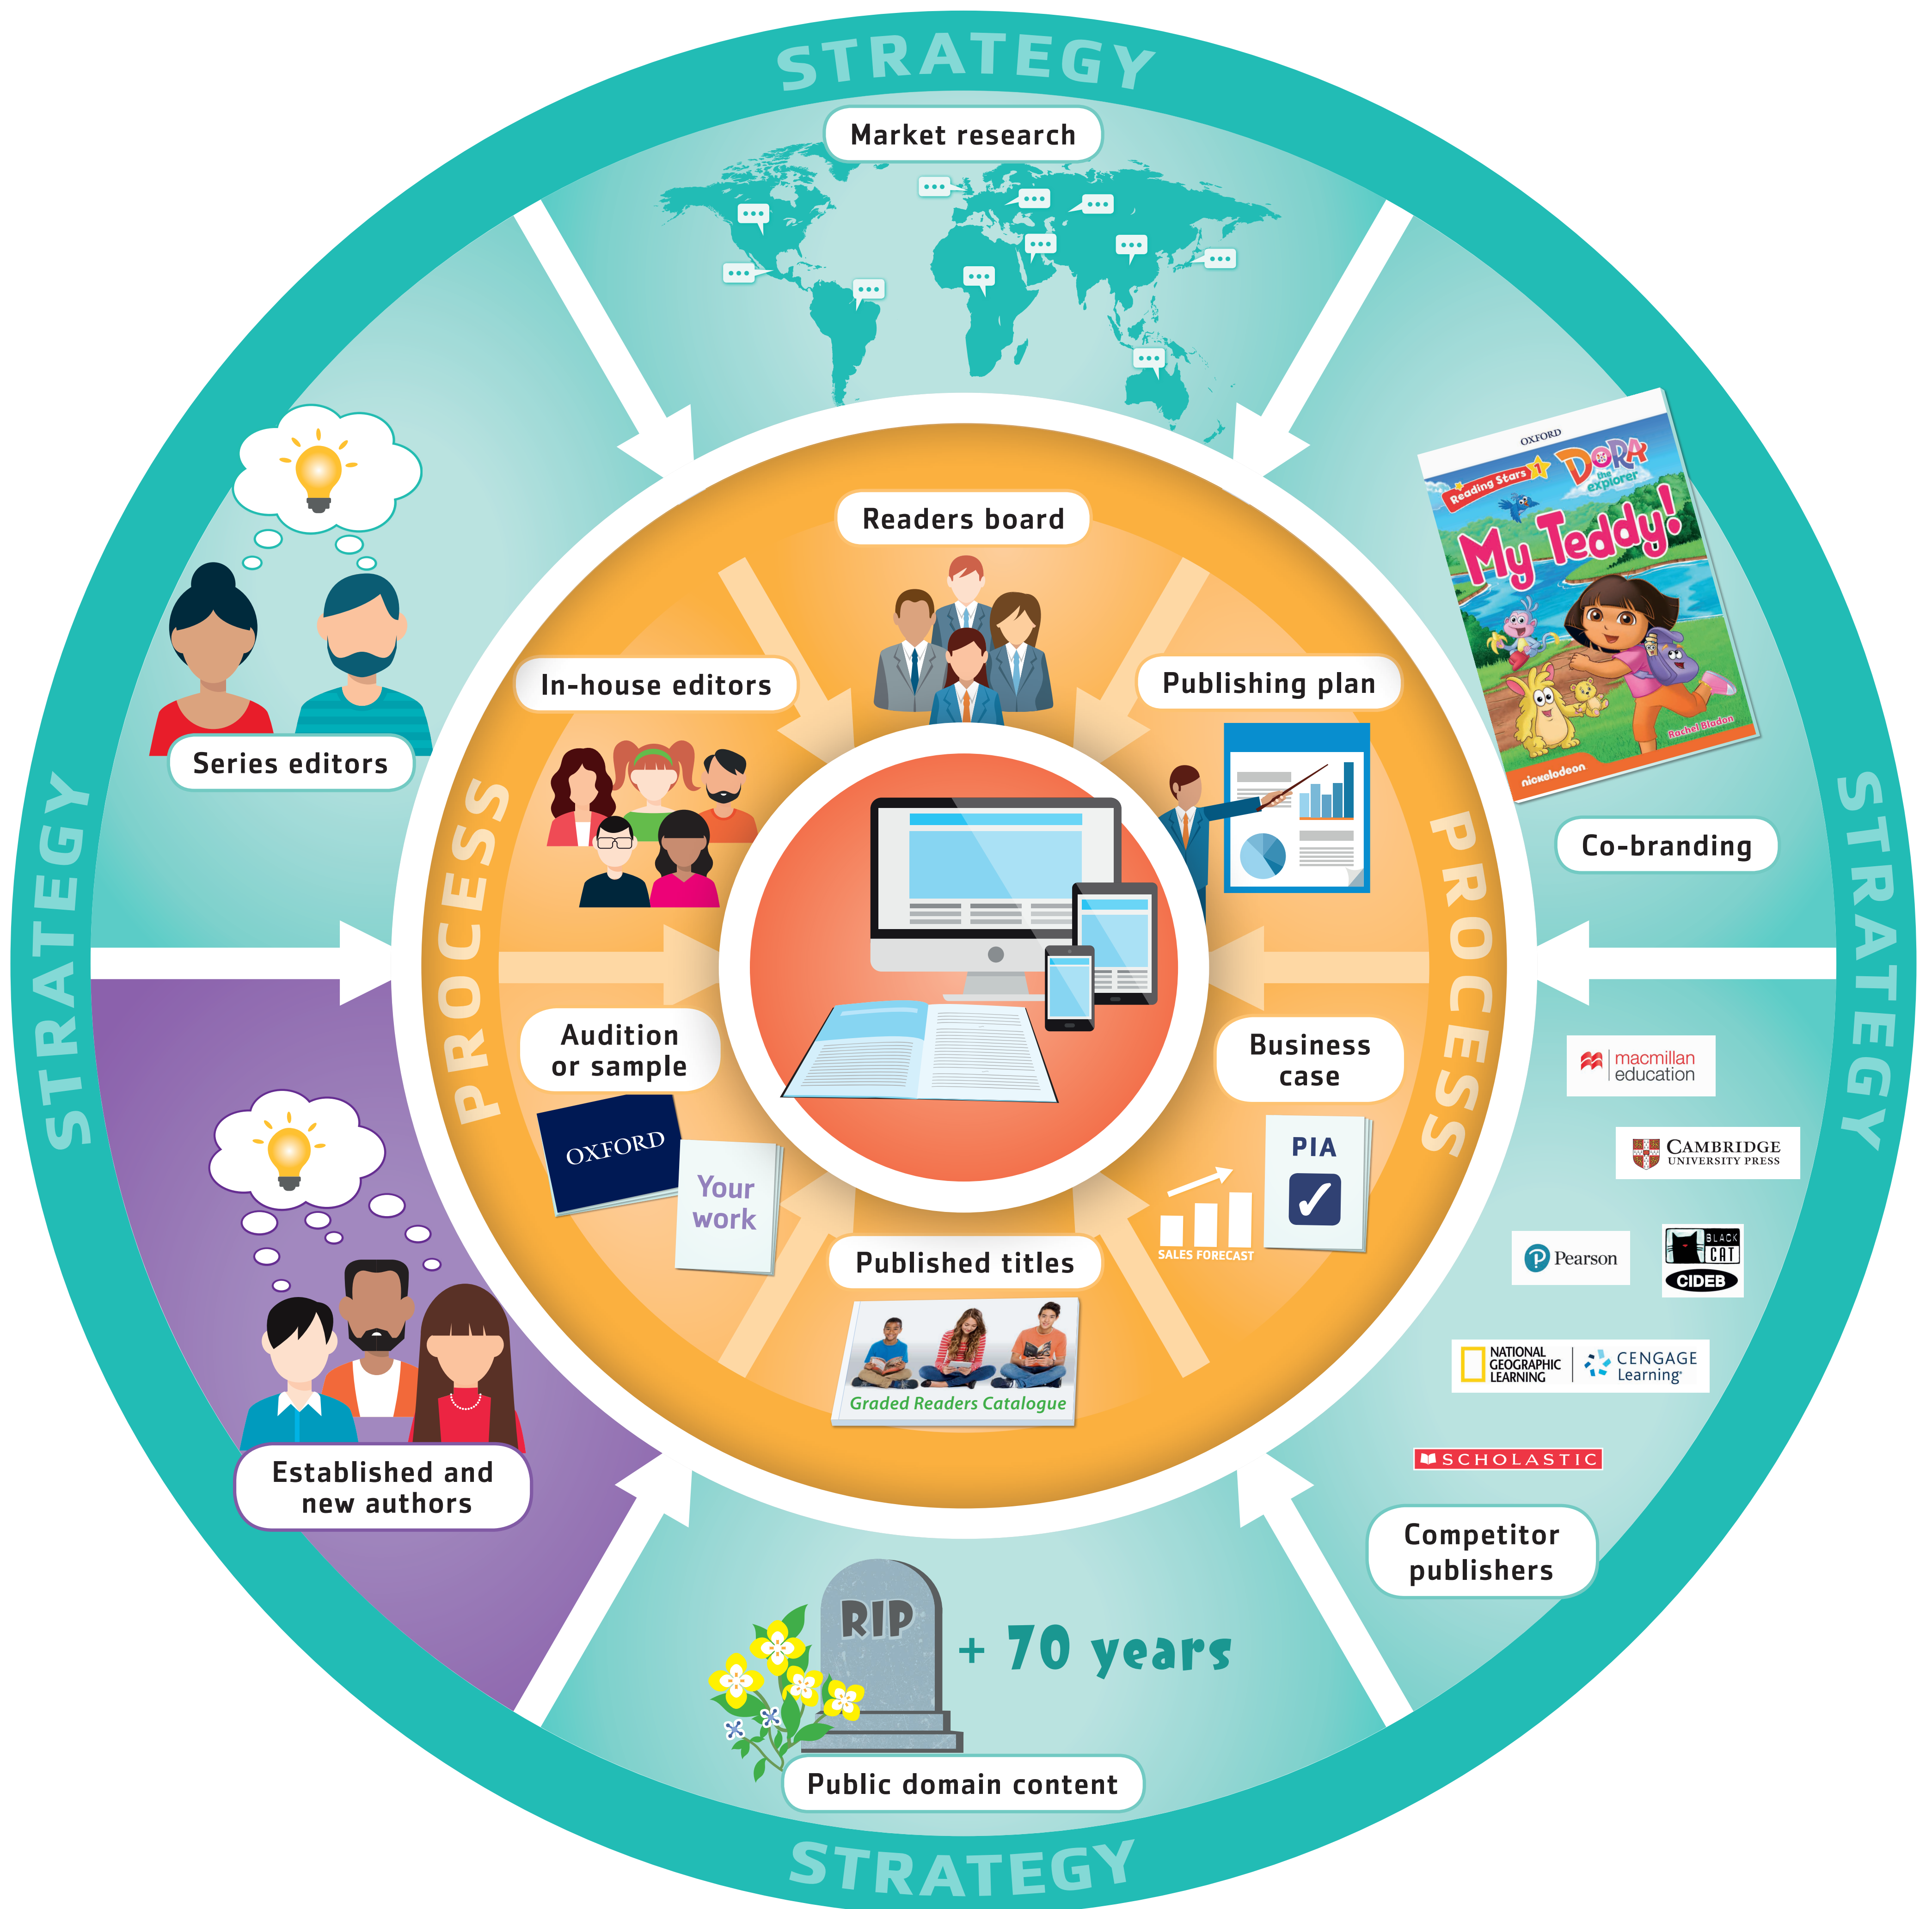 STRATEGY
Market research
OXFORD
Reading Stars 1
DORA
the
explorer
My Teddy!
Rachel Bladon
nickelodeon
Co-branding
STRATEGY
macmillan
education
CAMBRIDGE
UNIVERSITY PRESS
Pearson
BLACK
CAT
CIDEB
NATIONAL
GEOGRAPHIC
LEARNING
CENGAGE
Learning
SCHOLASTIC
Competitor
publishers
RIP
+ 70 years
Public domain content
STRATEGY
Established and
new authors
STRATEGY
Series editors
PROCESS
Readers board
Publishing plan
PROCESS
Business
case
PIA
SALES FORECAST
Published titles
Graded Readers Catalogue
Audition
or sample
OXFORD
Your
work
In-house editors